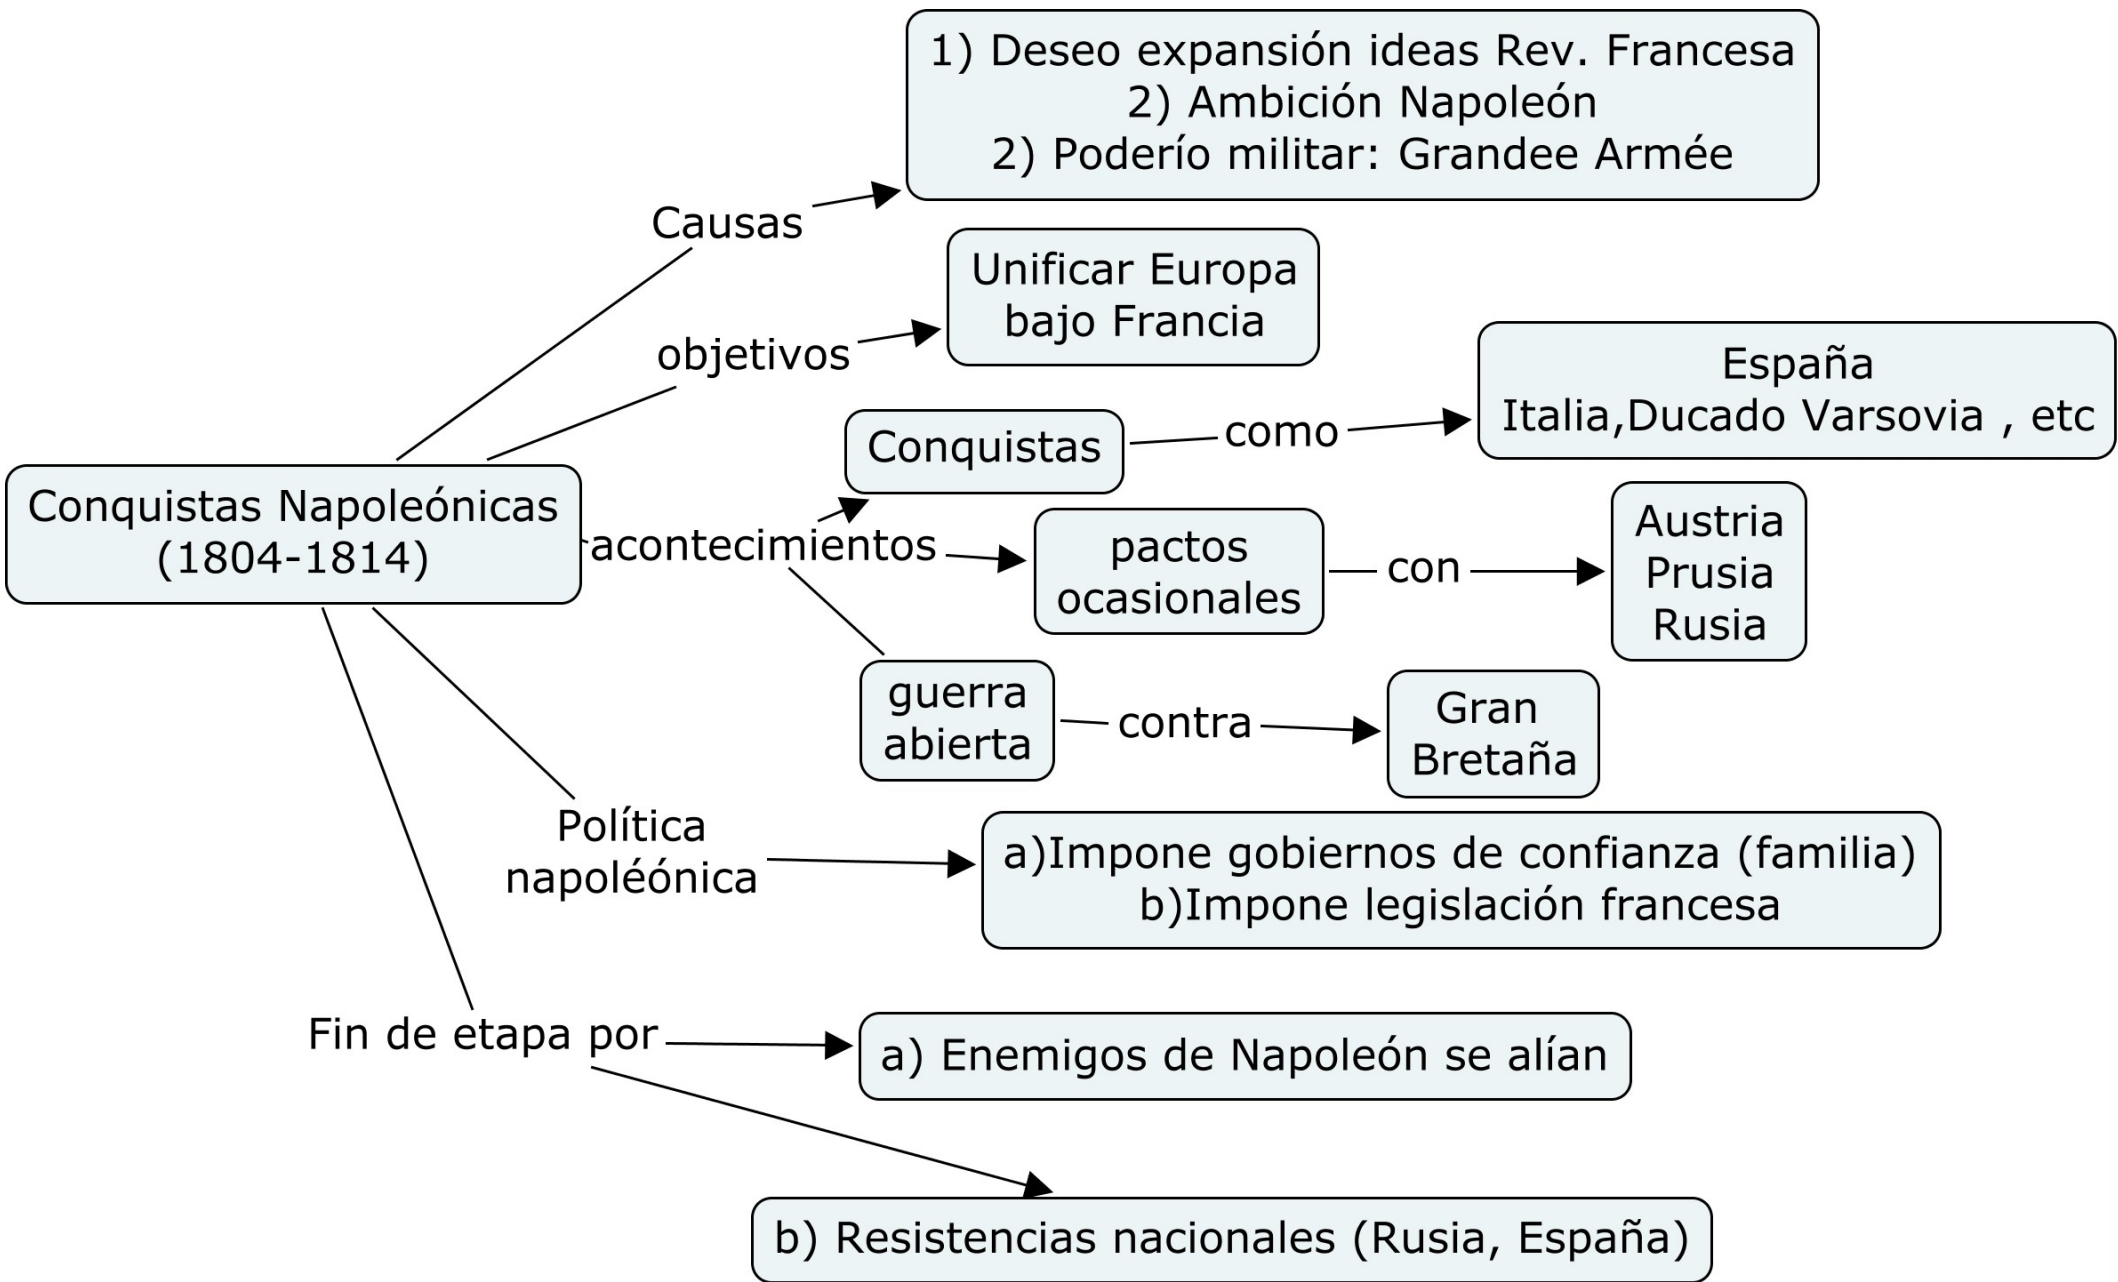 1) Deseo expansión ideas Rev. Francesa
2) Ambición Napoleón
2) Poderío militar: Grandee Armée
Causas
Unificar Europa
bajo Francia
objetivos
España
Italia,Ducado Varsovia , etc
Conquistas
como
Conquistas Napoleónicas
(1804-1814)
acontecimientos
pactos
ocasionales
con
Austria
Prusia
Rusia
guerra
abierta
contra
Gran
Bretaña
Política
napoléónica
a)Impone gobiernos de confianza (familia)
b)Impone legislación francesa
Fin de etapa por
a) Enemigos de Napoleón se alían
b) Resistencias nacionales (Rusia, España)